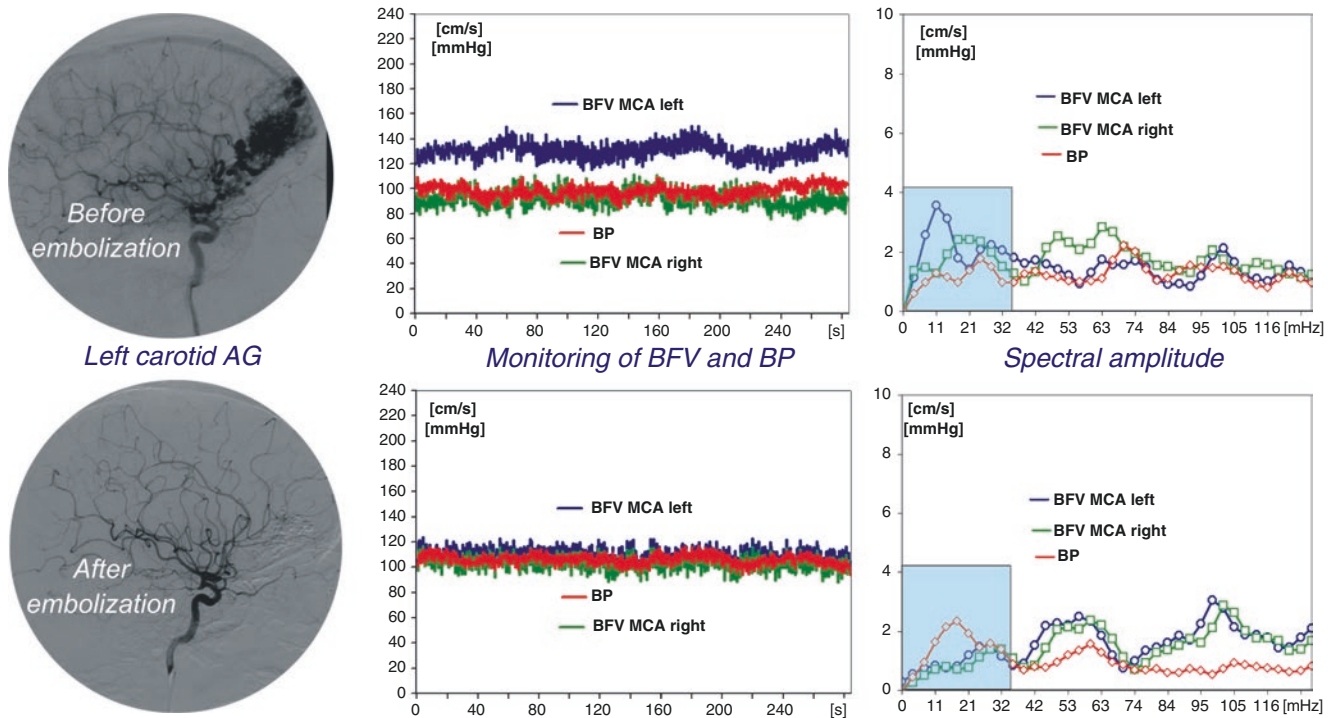 Before
embolization
Left carotid AG
240
220
200
180
160
140
120
100
80
60
40
20
0
[cm/s]
[mmHg]
BFV MCA left
BP
BFV MCA right
0 40 80 120 160 200 240 [s]
Monitoring of BFV and BP
10
8
6
4
2
0
[cm/s]
[mmHg]
BFV MCA left
BFV MCA right
BP
0 11 21 32 42 53 63 74 84 95 105 116 [mHz]
Spectral amplitude
After
embolization
240
220
200
180
160
140
120
100
80
60
40
20
0
[cm/s]
[mmHg]
BFV MCA left
BP
BFV MCA right
0 40 80 120 160 200 240 [s]
10
8
6
4
2
0
[cm/s]
[mmHg]
BFV MCA left
BFV MCA right
BP
0 11 21 32 42 53 63 74 84 95 105 116 [mHz]